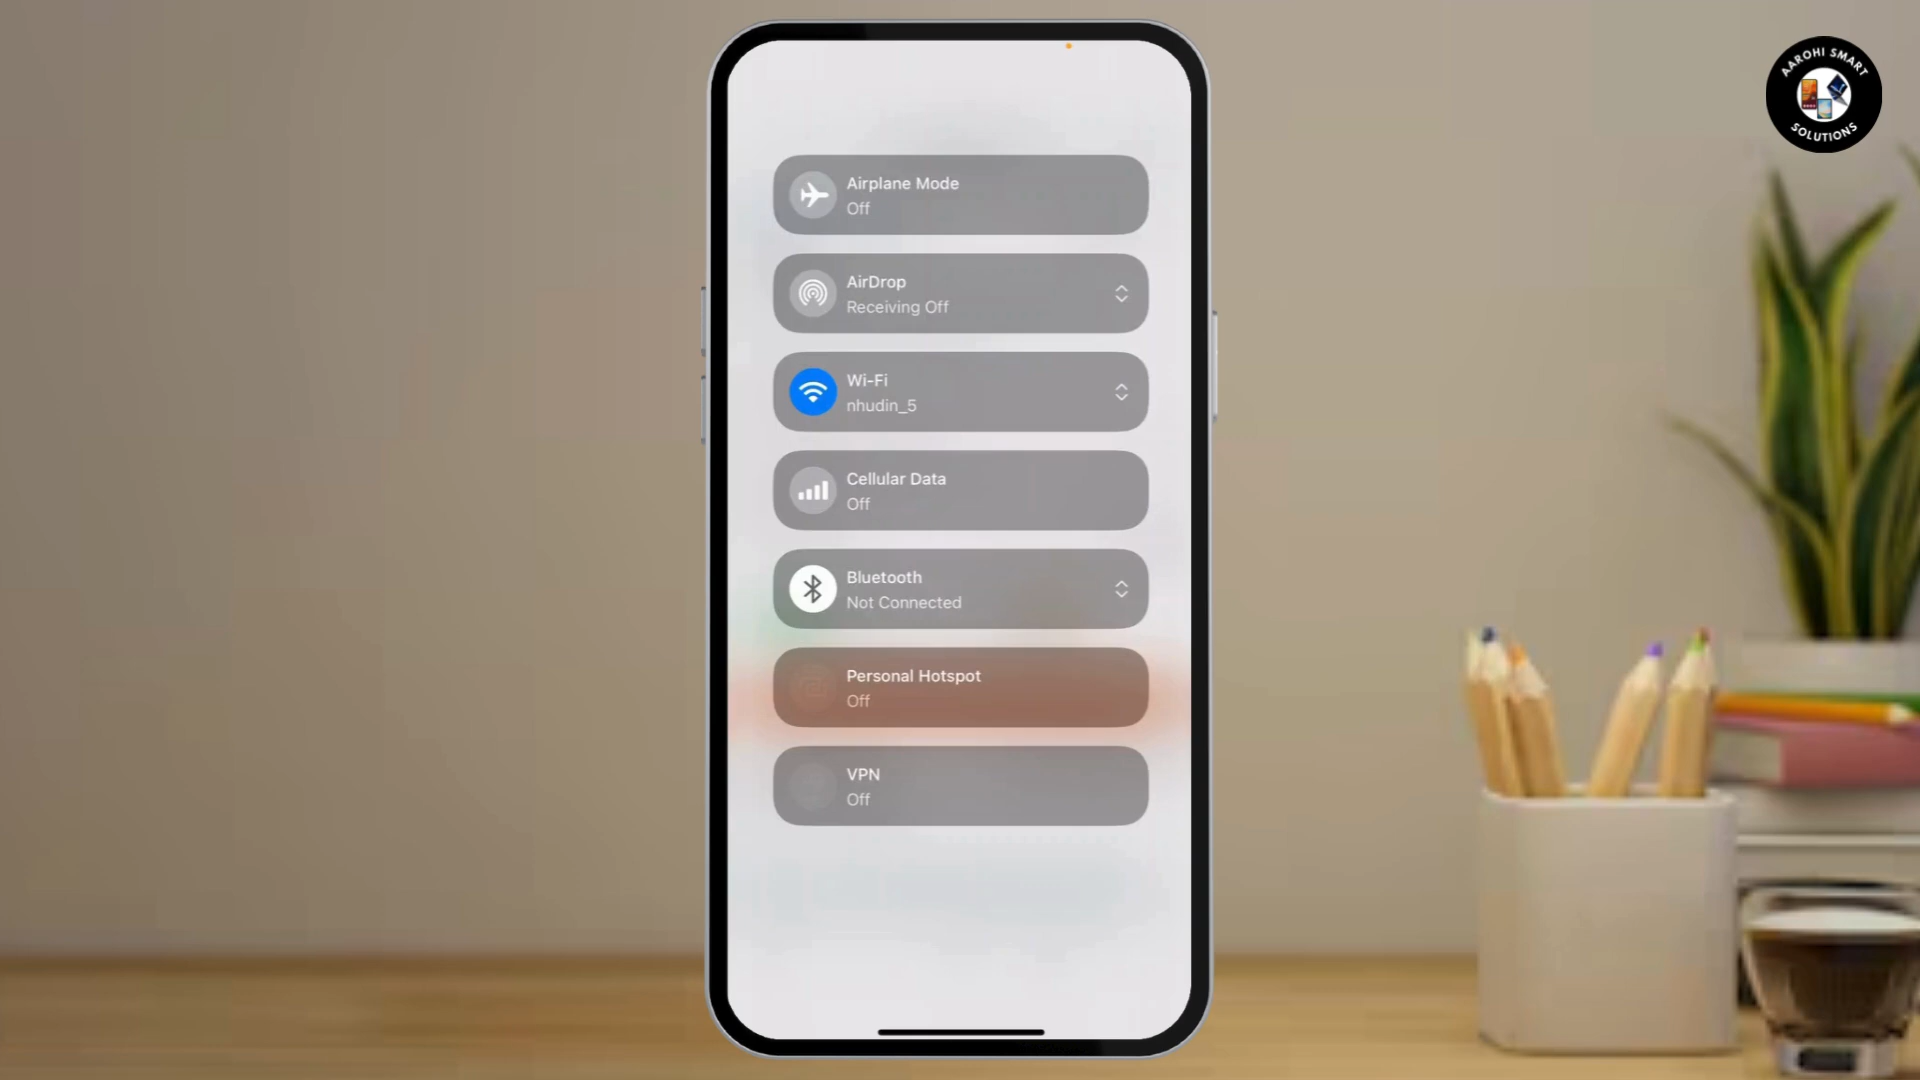 AAROHI SMART
SOLUTIONS
Airplane Mode
Off
AirDrop
Receiving Off
Wi-Fi
nhudin_5
Cellular Data
Off
Bluetooth
Not Connected
Personal Hotspot
Off
VPN
Off